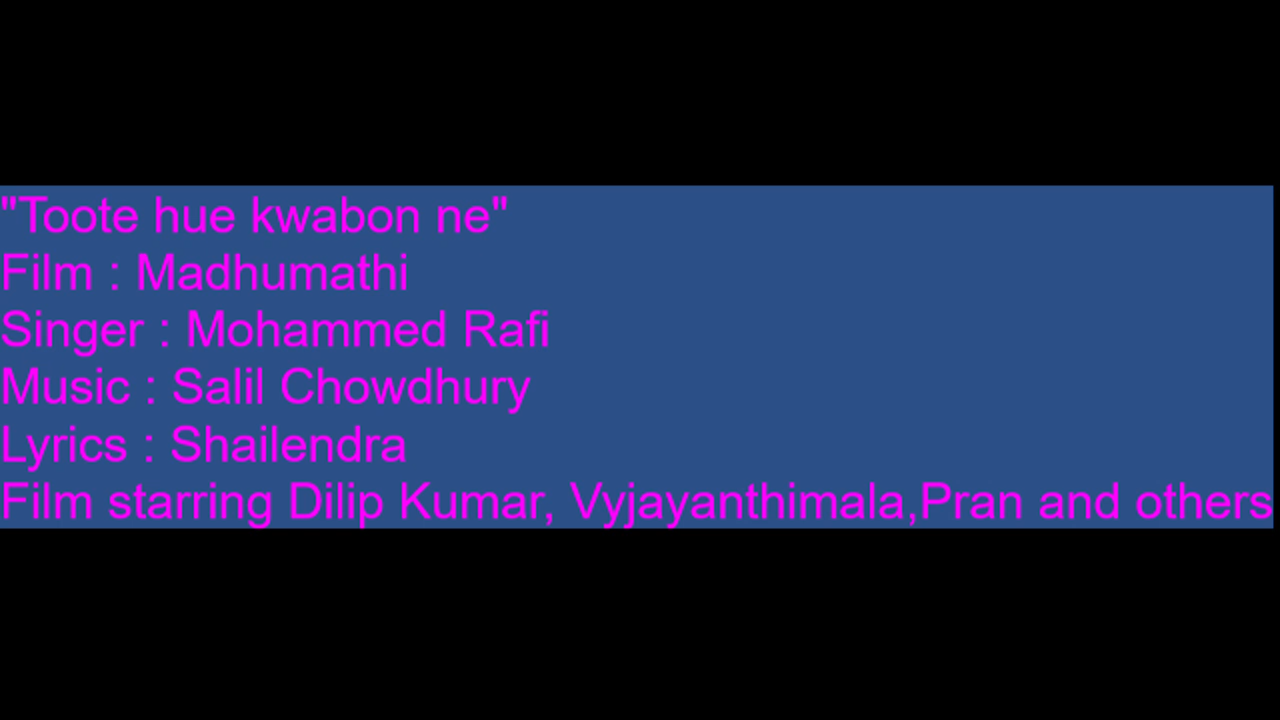 "Toote hue kwabon ne"
Film : Madhumathi
Singer : Mohammed Rafi
Music : Salil Chowdhury
Lyrics : Shailendra
Film starring Dilip Kumar, Vyjayanthimala,Pran and others